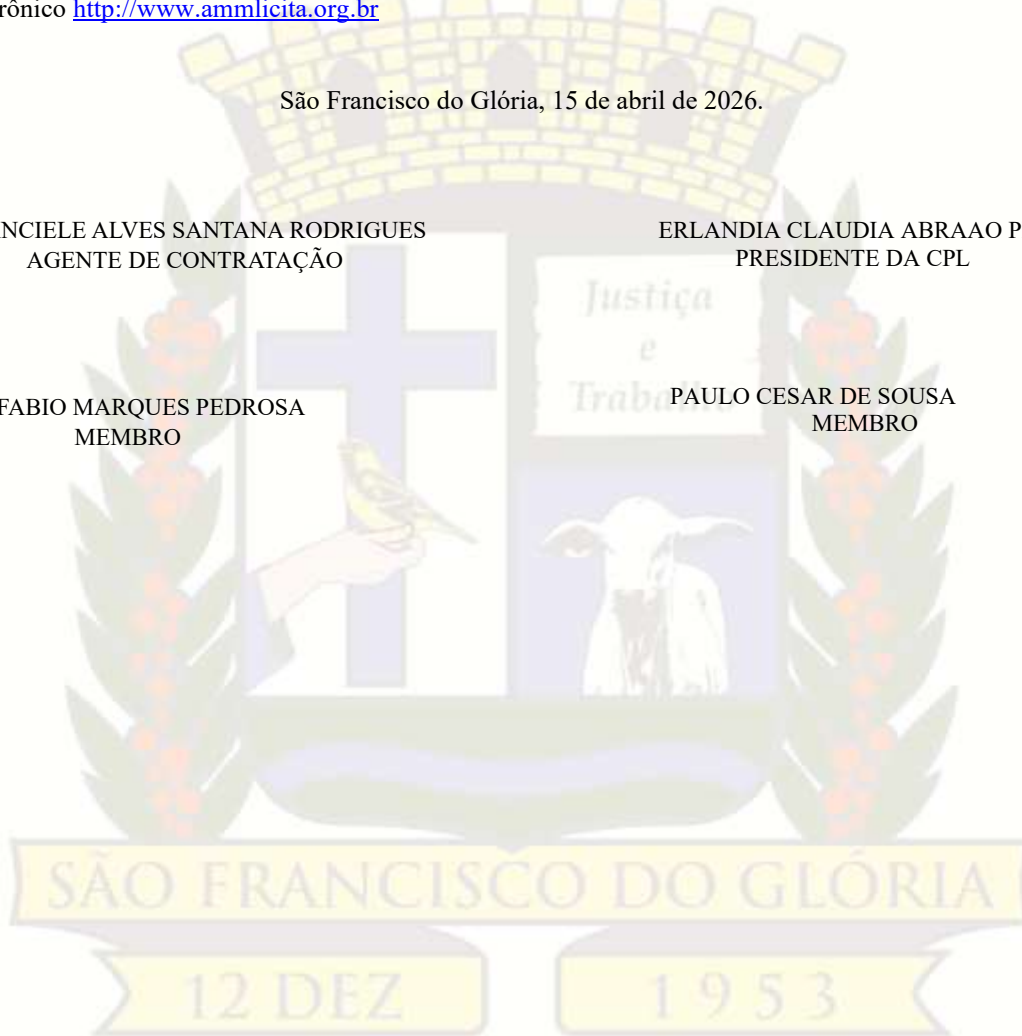 rônico http://www.ammlicita.org.br
São Francisco do Glória, 15 de abril de 2026.
NCIELE ALVES SANTANA RODRIGUES
AGENTE DE CONTRATAÇÃO
ERLANDIA CLAUDIA ABRAAO P
PRESIDENTE DA CPL
FABIO MARQUES PEDROSA
MEMBRO
PAULO CESAR DE SOUSA
MEMBRO
Justiça
e
Trabalho
SÃO FRANCISCO DO GLÓRIA
12 DEZ
1953